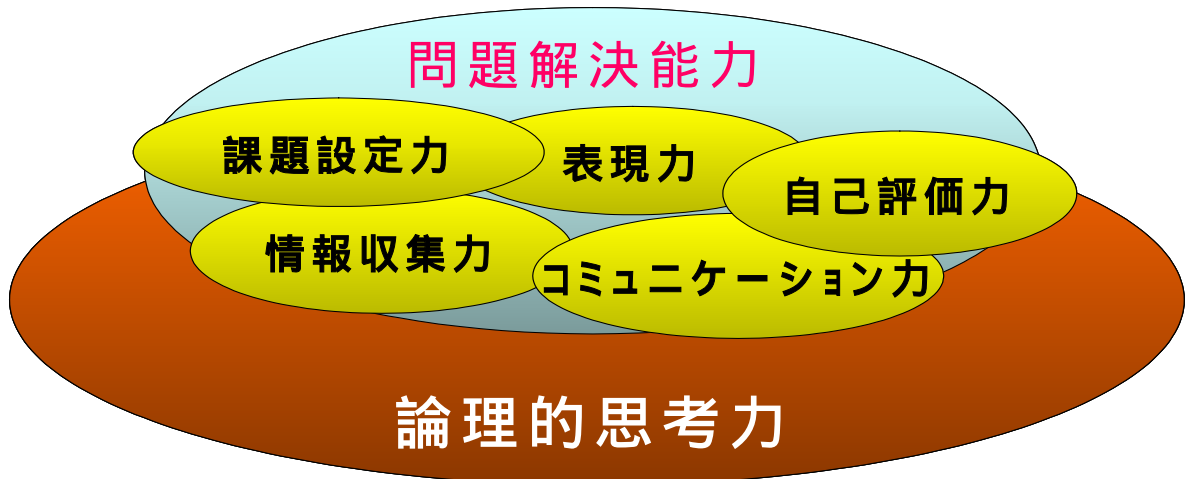 問題解決能力
課題設定力
表現力
自己評価力
情報収集力
コミュニケーション力
論理的思考力